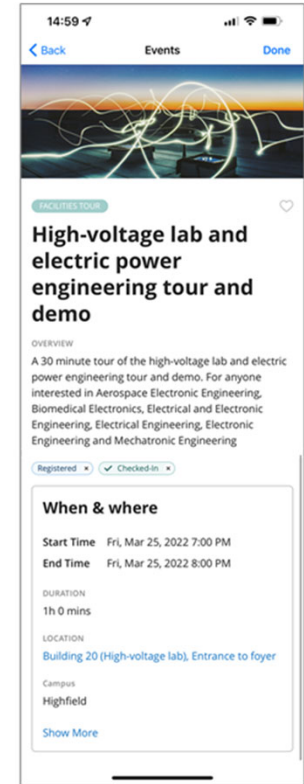 14:59
Back Events Done
FACILITIES TOUR
High-voltage lab and
electric power
engineering tour and
demo
OVERVIEW
A 30 minute tour of the high-voltage lab and electric
power engineering tour and demo. For anyone
interested in Aerospace Electronic Engineering,
Biomedical Electronics, Electrical and Electronic
Engineering, Electrical Engineering, Electronic
Engineering and Mechatronic Engineering
Registered × ✓ Checked-In ×
When & where
Start Time Fri, Mar 25, 2022 7:00 PM
End Time Fri, Mar 25, 2022 8:00 PM
DURATION
1h 0 mins
LOCATION
Building 20 (High-voltage lab), Entrance to foyer
Campus
Highfield
Show More